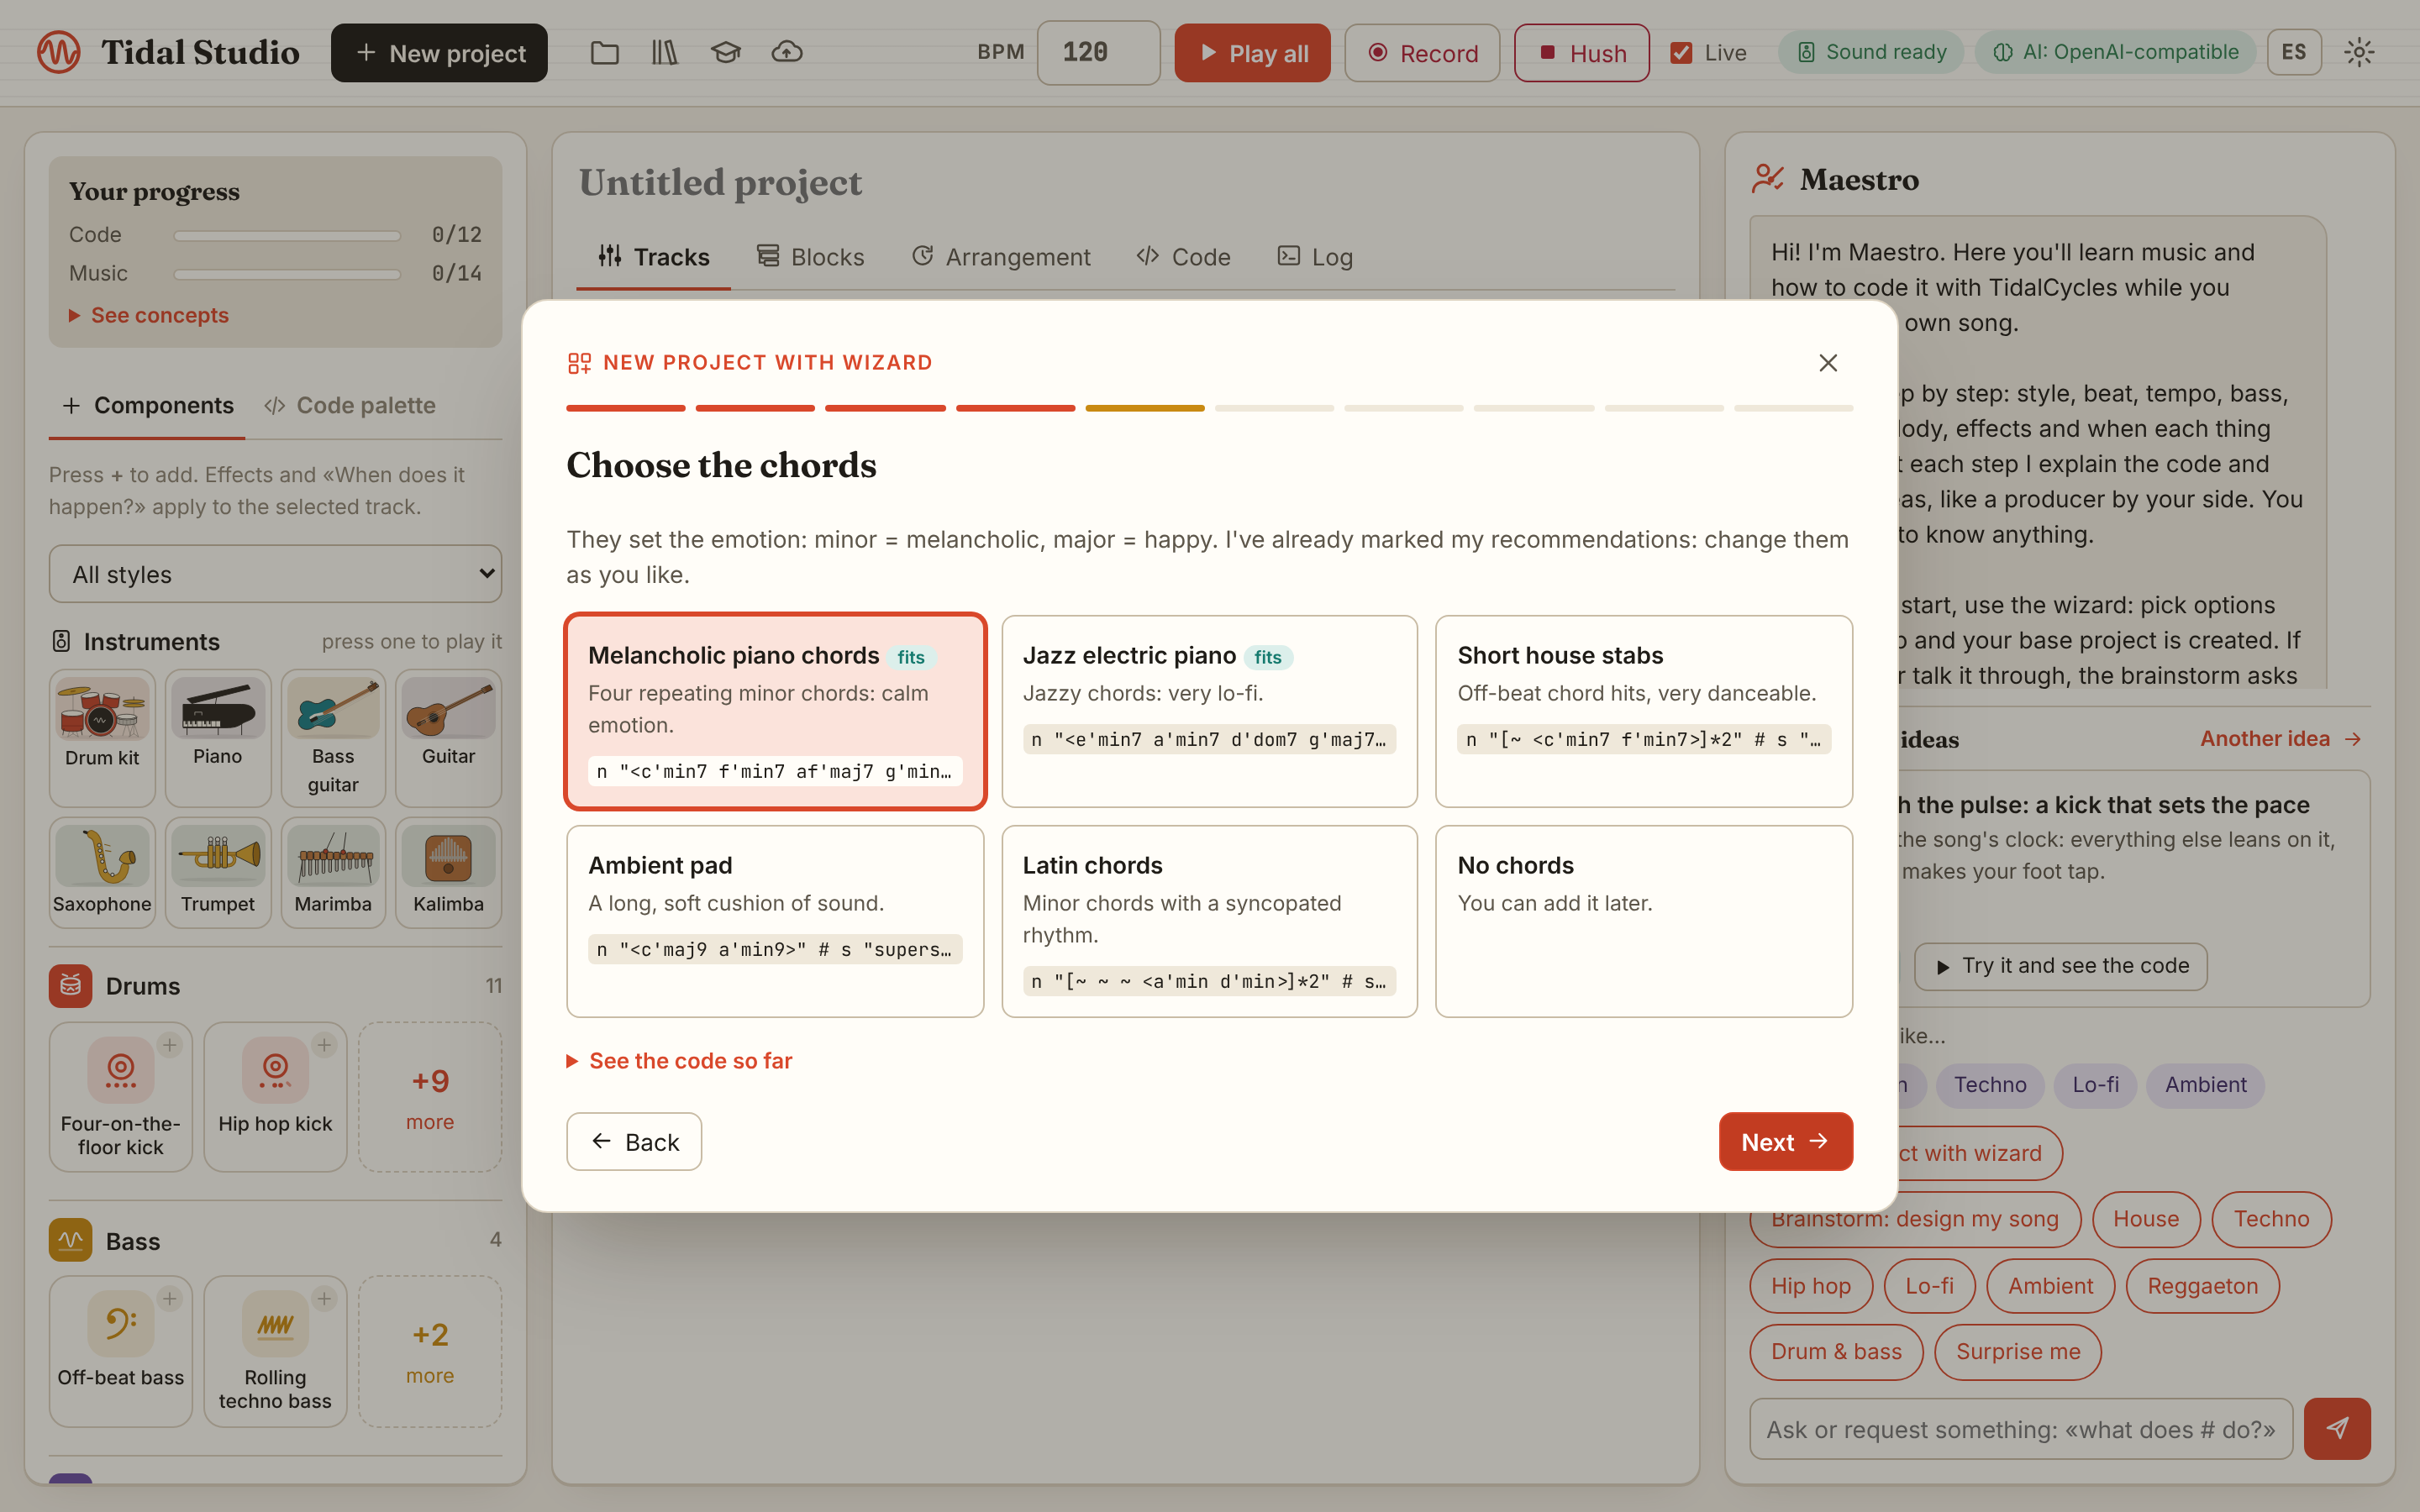 Tidal Studio
New project
BPM
120
Play all
Record
Hush
Live
Sound ready
AI: OpenAI-compatible
ES
Your progress
Code 0/12
Music 0/14
See concepts
Components
Code palette
Press + to add. Effects and «When does it
happen?» apply to the selected track.
All styles
Instruments
press one to play it
Drum kit
Piano
Bass
guitar
Guitar
Saxophone
Trumpet
Marimba
Kalimba
Drums
11
Four-on-the-
floor kick
Hip hop kick
+9
more
Bass
4
Off-beat bass
Rolling
techno bass
+2
more
Untitled project
Tracks
Blocks
Arrangement
Code
Log
NEW PROJECT WITH WIZARD
Choose the chords
They set the emotion: minor = melancholic, major = happy. I've already marked my recommendations: change them
as you like.
Melancholic piano chords fits
Four repeating minor chords: calm
emotion.
n "<c'min7 f'min7 af'maj7 g'min…
Jazz electric piano fits
Jazzy chords: very lo-fi.
n "<e'min7 a'min7 d'dom7 g'maj7…
Short house stabs
Off-beat chord hits, very danceable.
n "[~ <c'min7 f'min7>]*2" # s "…
Ambient pad
A long, soft cushion of sound.
n "<c'maj9 a'min9>" # s "supers…
Latin chords
Minor chords with a syncopated
rhythm.
n "[~ ~ ~ <a'min d'min>]*2" # s…
No chords
You can add it later.
See the code so far
Back
Next
Maestro
Hi! I'm Maestro. Here you'll learn music and
how to code it with TidalCycles while you
own song.
by step: style, beat, tempo, bass,
effects and when each thing
each step I explain the code and
like a producer by your side. You
to know anything.
start, use the wizard: pick options
and your base project is created. If
talk it through, the brainstorm asks
ideas
Another idea
the pulse: a kick that sets the pace
the song's clock: everything else leans on it,
makes your foot tap.
Try it and see the code
Techno
Lo-fi
Ambient
with wizard
Brainstorm: design my song
House
Techno
Hip hop
Lo-fi
Ambient
Reggaeton
Drum & bass
Surprise me
Ask or request something: «what does # do?»